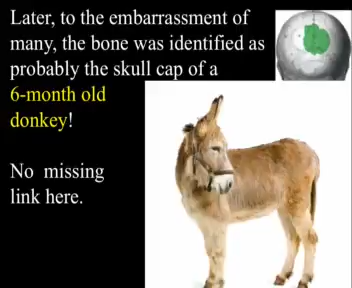 Later, to the embarrassment of
many, the bone was identified as
probably the skull cap of a
6-month old
donkey!
No missing
link here.